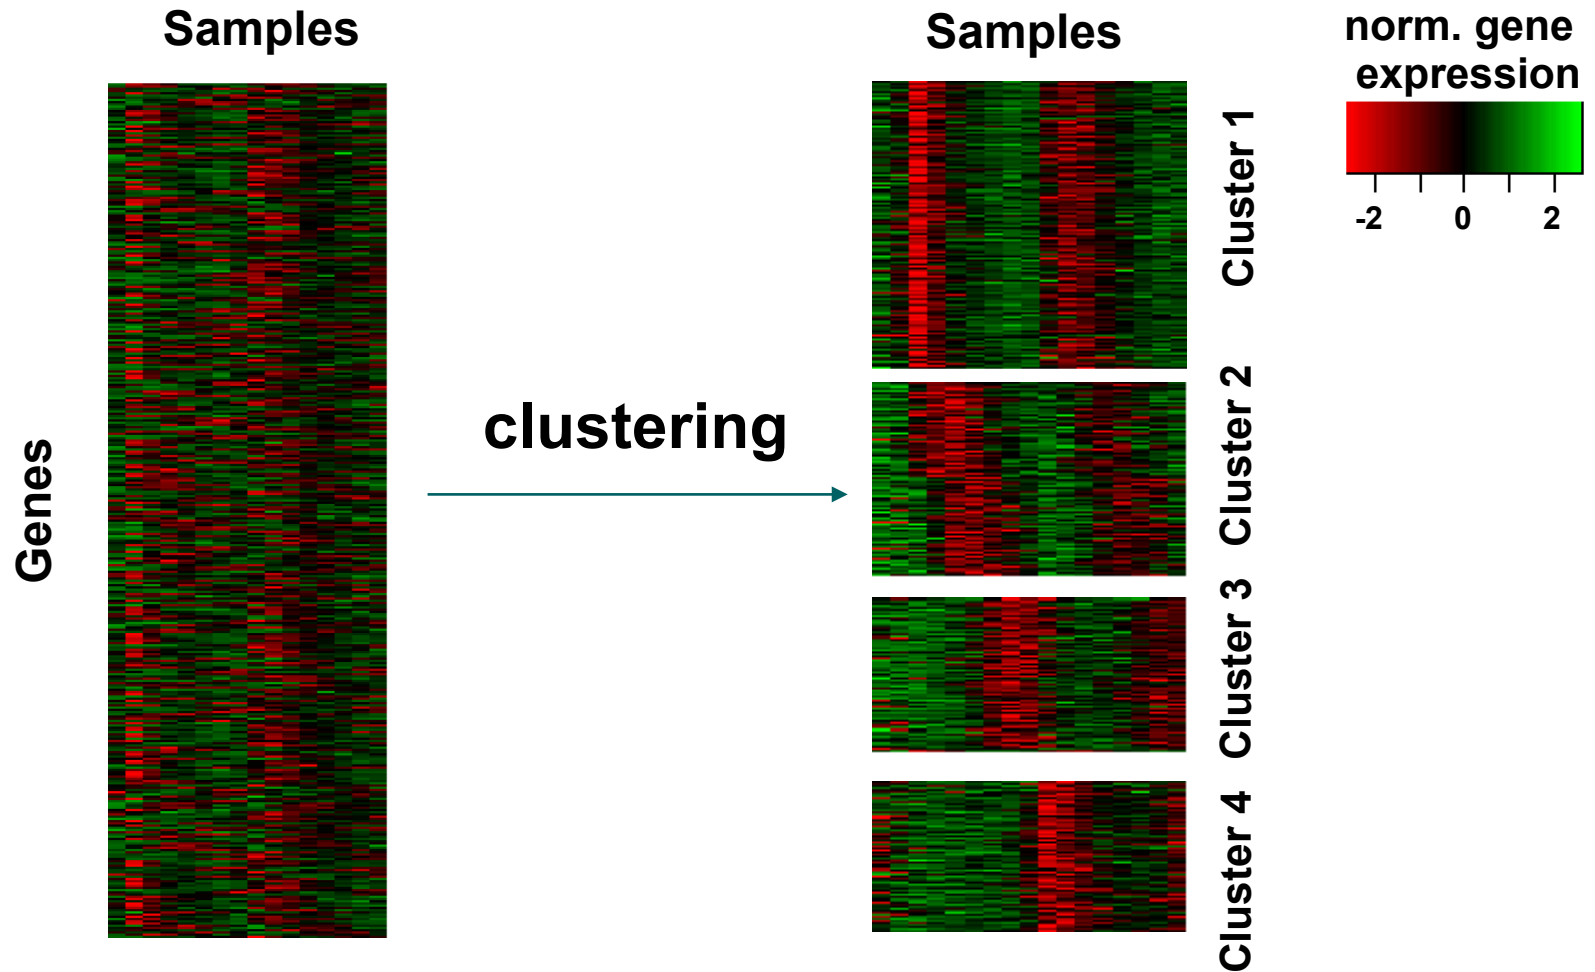 Samples
Genes
clustering
Samples
Cluster 1
Cluster 2
Cluster 3
Cluster 4
norm. gene
expression
-2 0 2